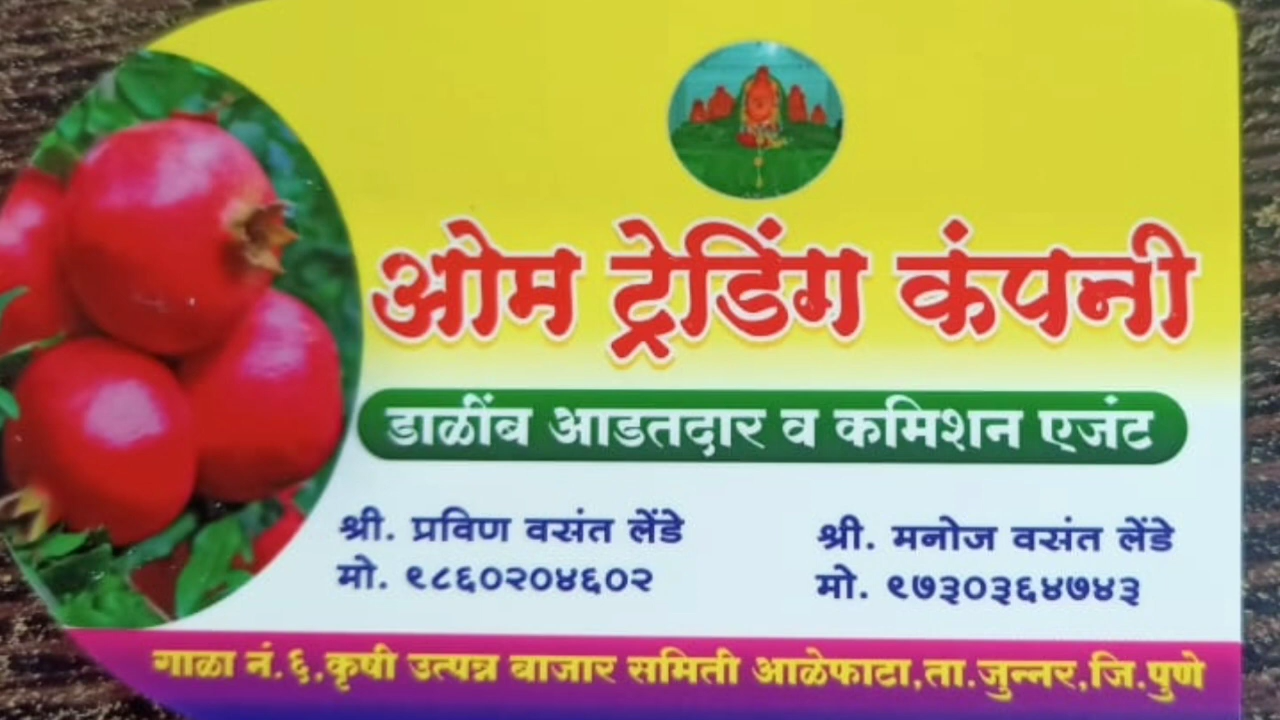 ओम ट्रेडिंग कंपनी
डाळींब आडतदार व कमिशन एजंट
श्री. प्रविण वसंत लेंडे
मो. ९८६०२०४६०२
श्री. मनोज वसंत लेंडे
मो. ९७३०३६४७४३
गाळा नं.६,कृषी उत्पन्न बाजार समिती आळेफाटा,ता.जुन्नर,जि.पुणे